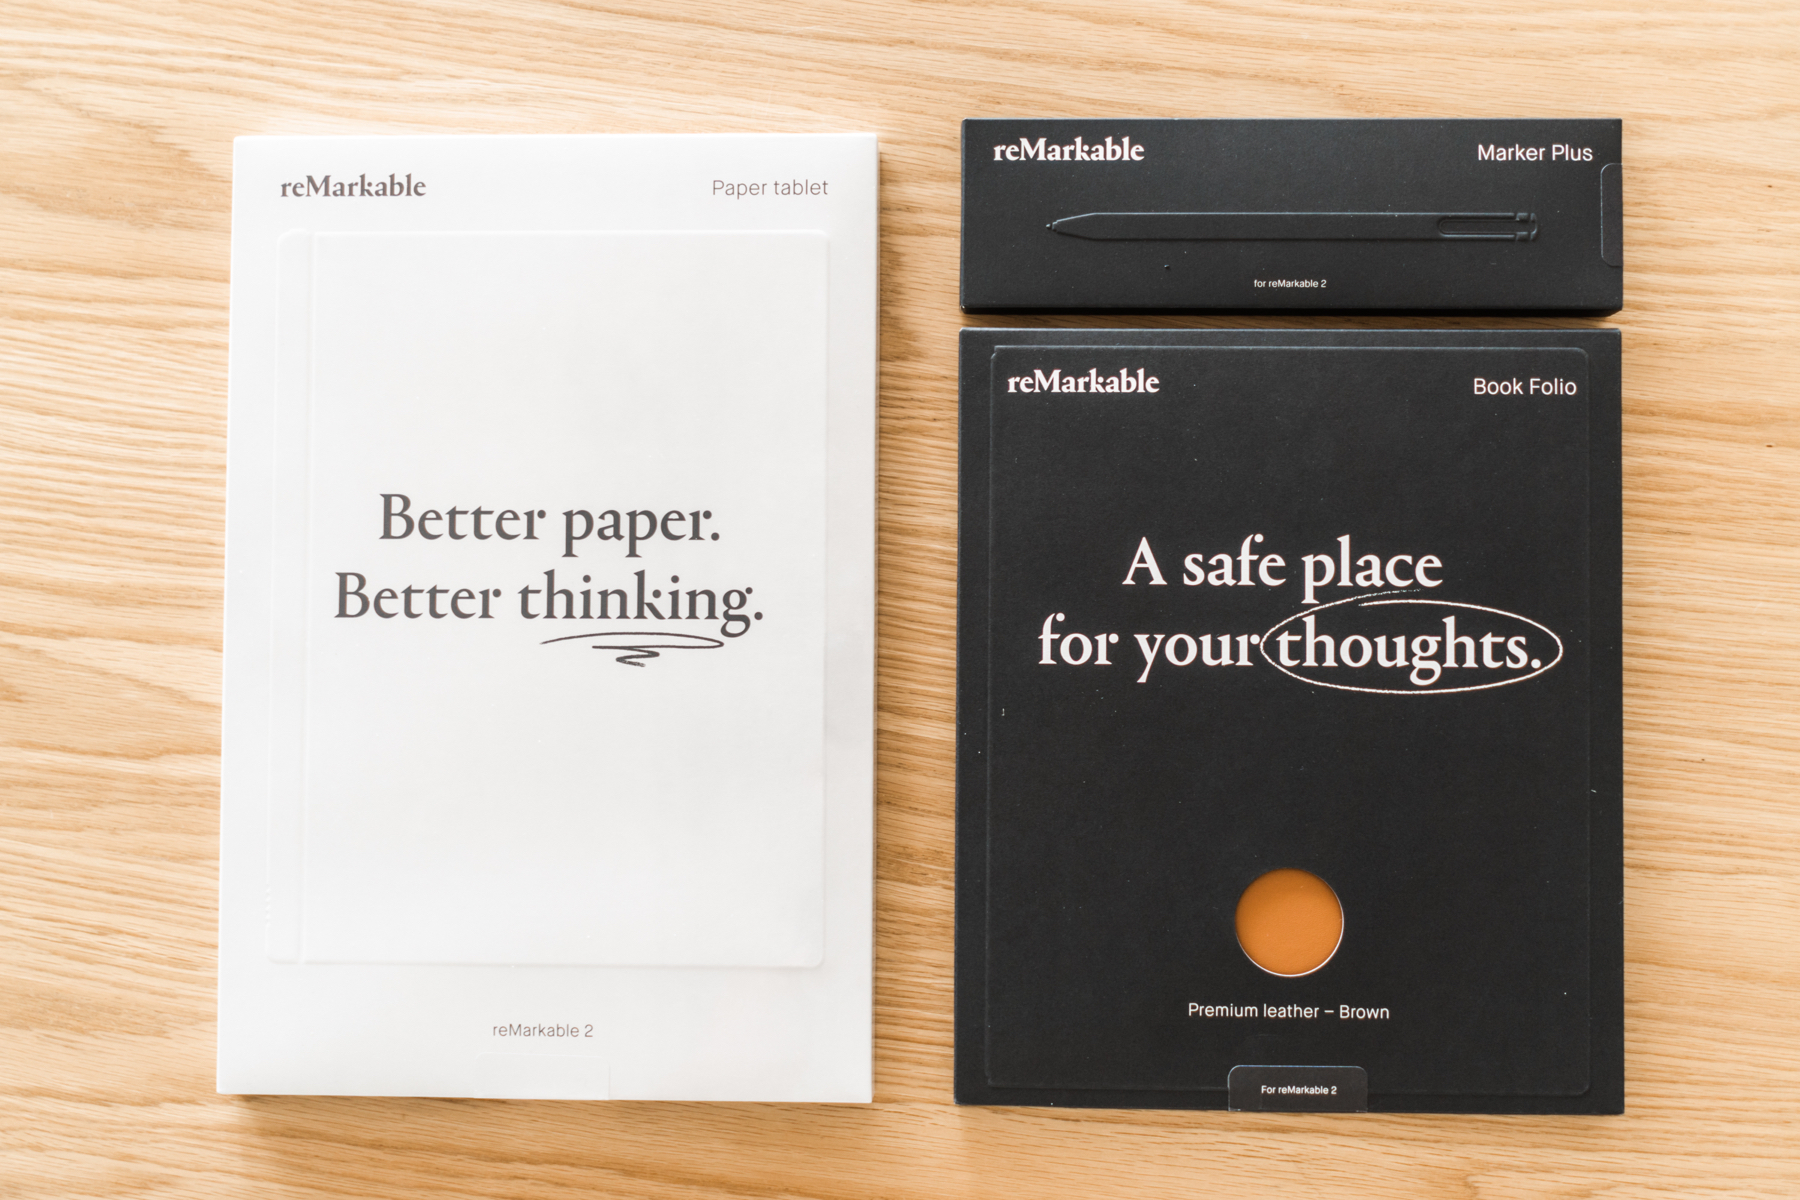 reMarkable
Paper tablet
Better paper.
Better thinking.
reMarkable 2
reMarkable
Marker Plus
for reMarkable 2
reMarkable
Book Folio
A safe place
for your thoughts.
Premium leather – Brown
For reMarkable 2